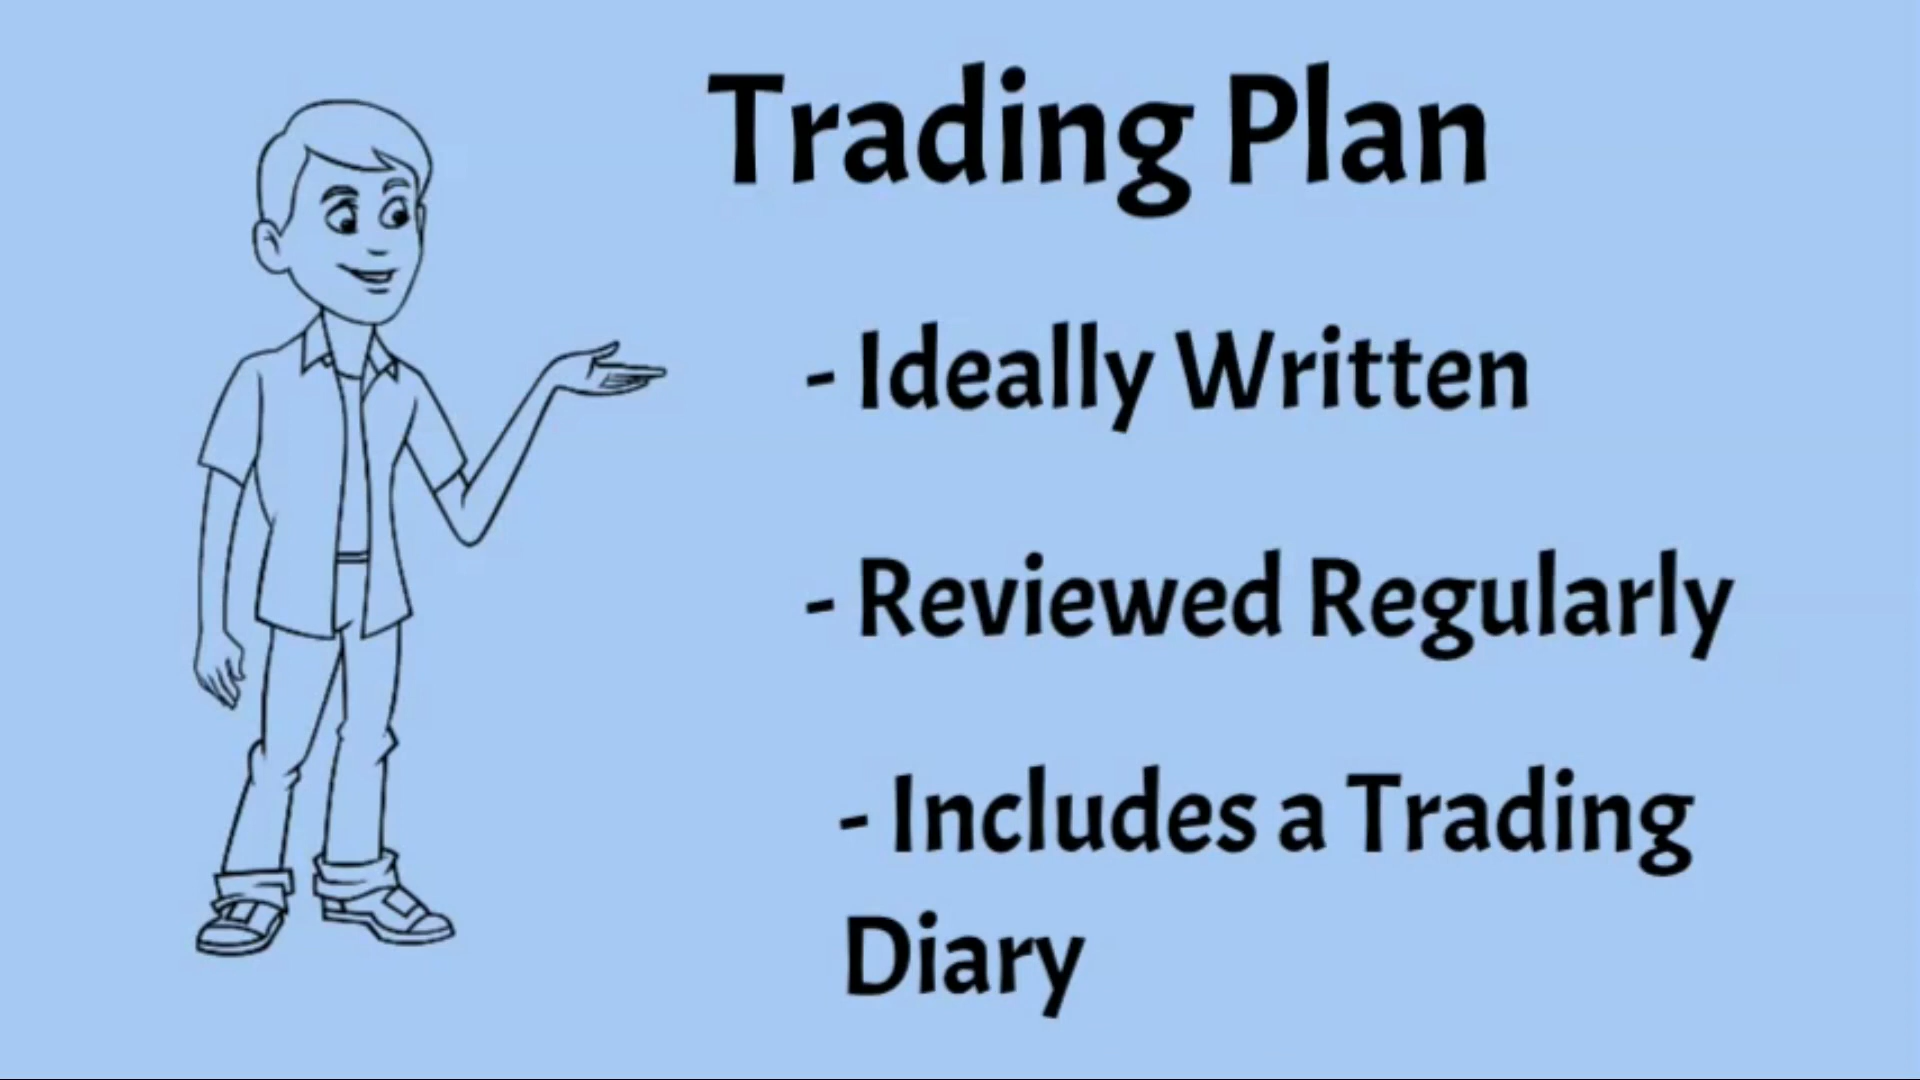 Trading Plan
- Ideally Written
- Reviewed Regularly
- Includes a Trading
Diary